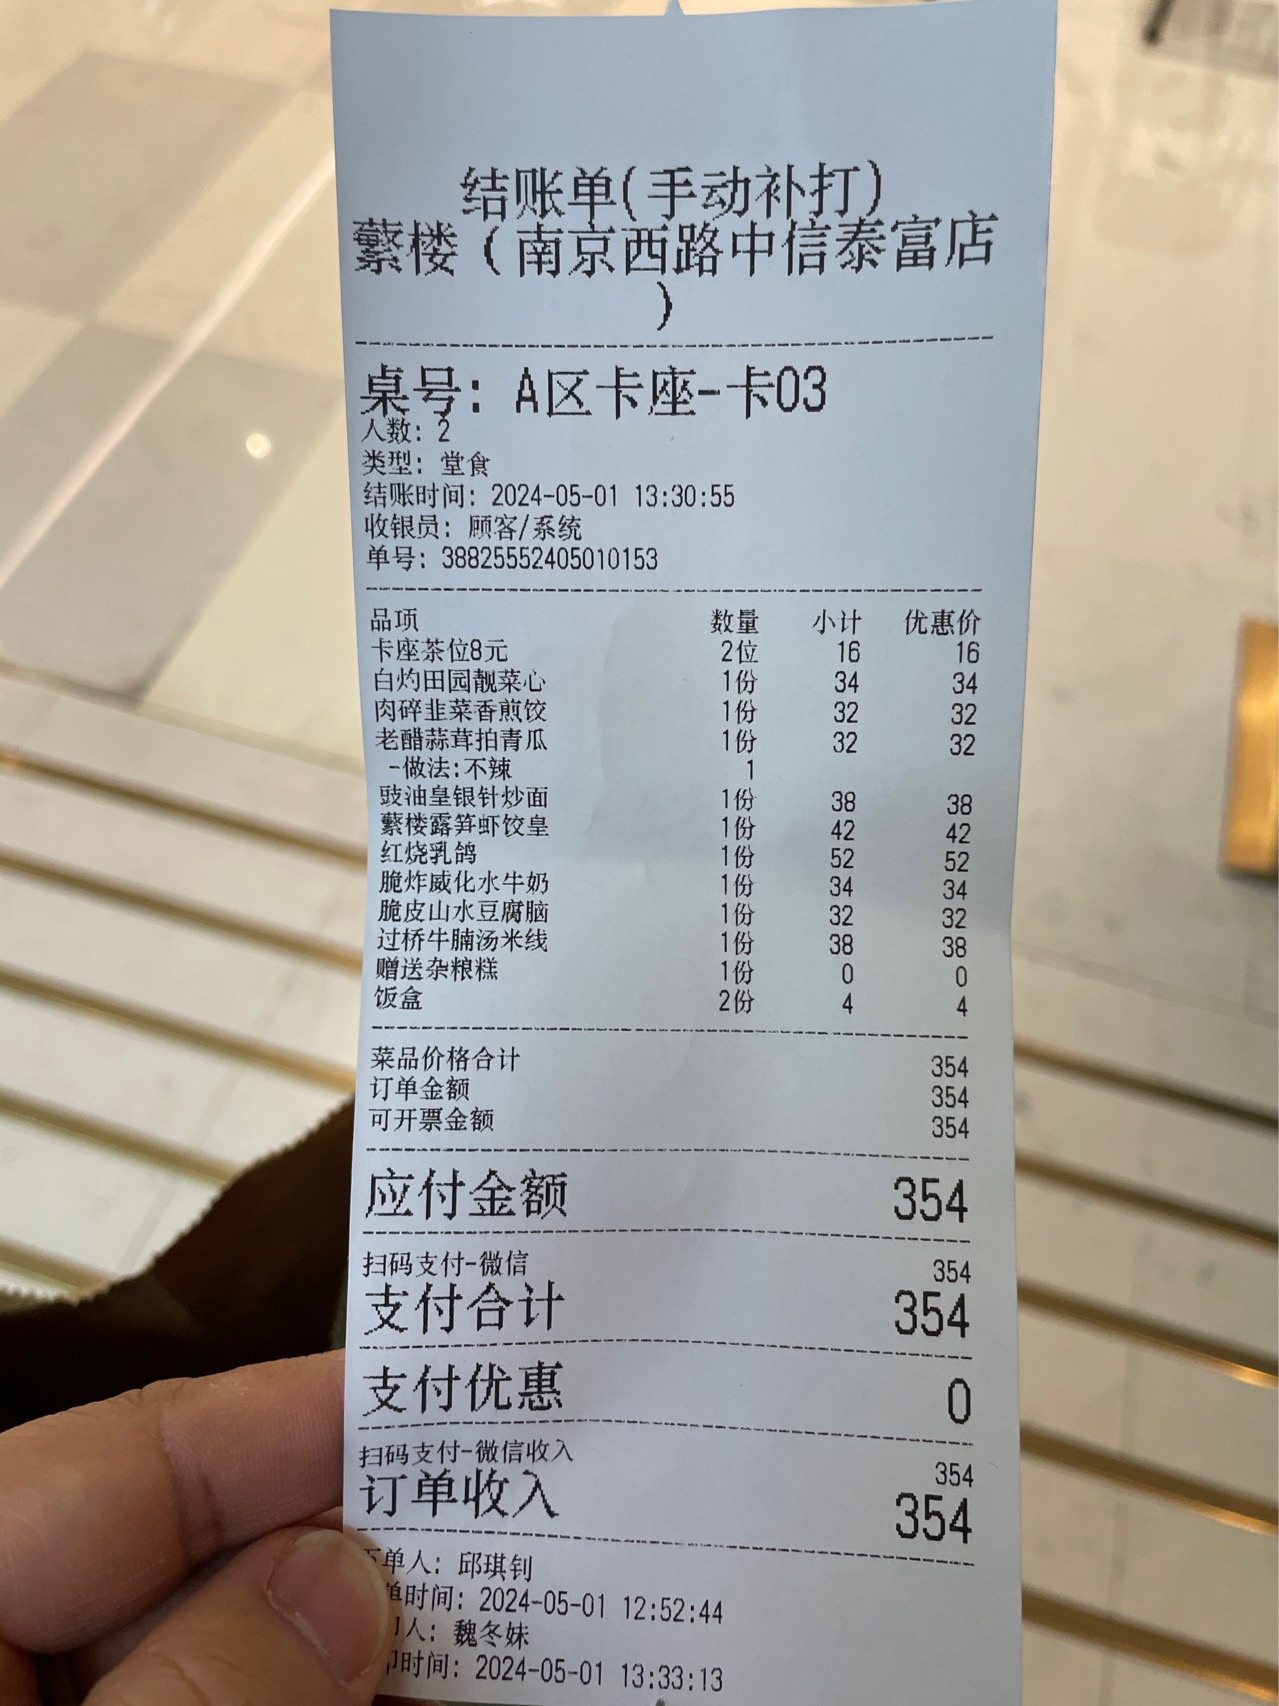 结账单(手动补打)
蘩楼（南京西路中信泰富店
）
桌号: A区卡座-卡03
人数: 2
类型: 堂食
结账时间: 2024-05-01 13:30:55
收银员: 顾客/系统
单号: 388255552405010153
品项 数量 小计 优惠价
卡座茶位8元 2位 16 16
白灼田园靓菜心 1份 34 34
肉碎韭菜香煎饺 1份 32 32
老醋蒜茸拍青瓜 1份 32 32
-做法:不辣 1
豉油皇银针炒面 1份 38 38
蘩楼露笋虾饺皇 1份 42 42
红烧乳鸽 1份 52 52
脆炸威化水牛奶 1份 34 34
脆皮山水豆腐脑 1份 32 32
过桥牛腩汤米线 1份 38 38
赠送杂粮糕 1份 0 0
饭盒 2份 4 4
菜品价格合计 354
订单金额 354
可开票金额 354
应付金额 354
扫码支付-微信 354
支付合计 354
支付优惠 0
扫码支付-微信收入 354
订单收入 354
下单人: 邱琪钊
单时间: 2024-05-01 12:52:44
印人: 魏冬妹
印时间: 2024-05-01 13:33:13